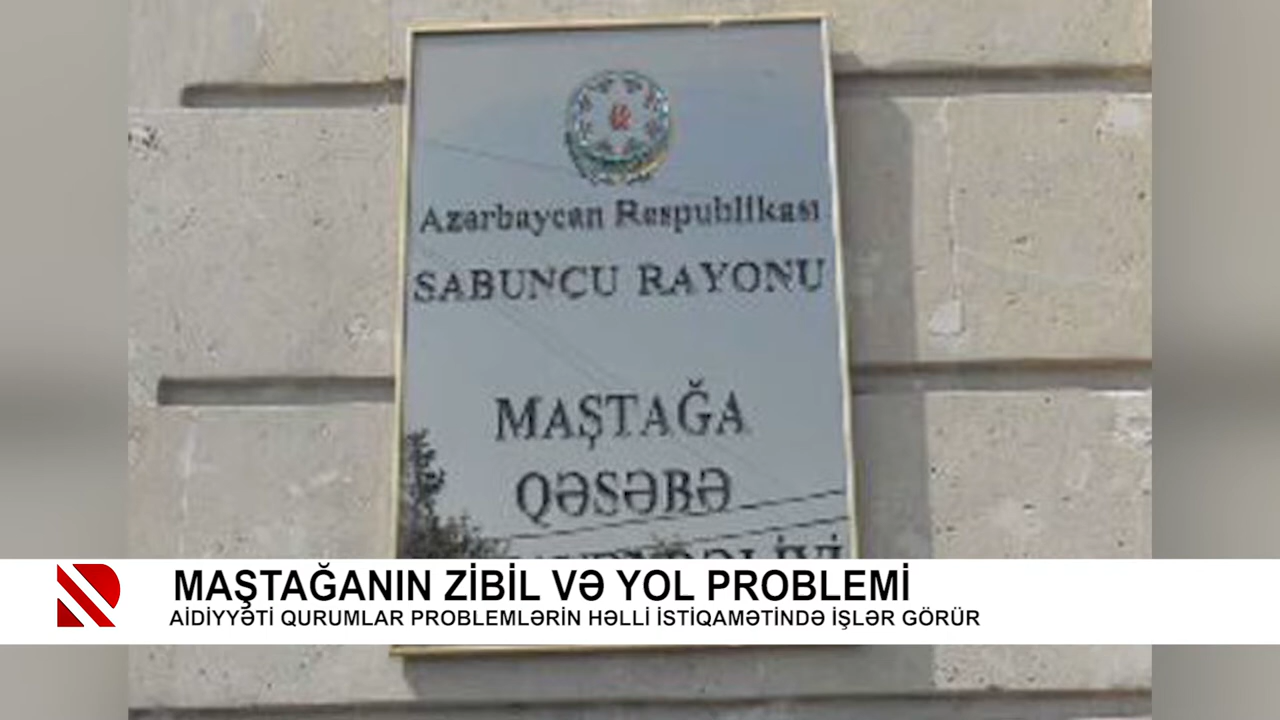 Azərbaycan Respublikası
SABUNÇU RAYONU
MAŞTAĞA
QƏSƏBƏ
MAŞTAĞANIN ZİBİL VƏ YOL PROBLEMİ
AİDİYYƏTİ QURUMLAR PROBLEMLƏRİN HƏLLİ İSTİQAMƏTİNDƏ İŞLƏR GÖRÜR